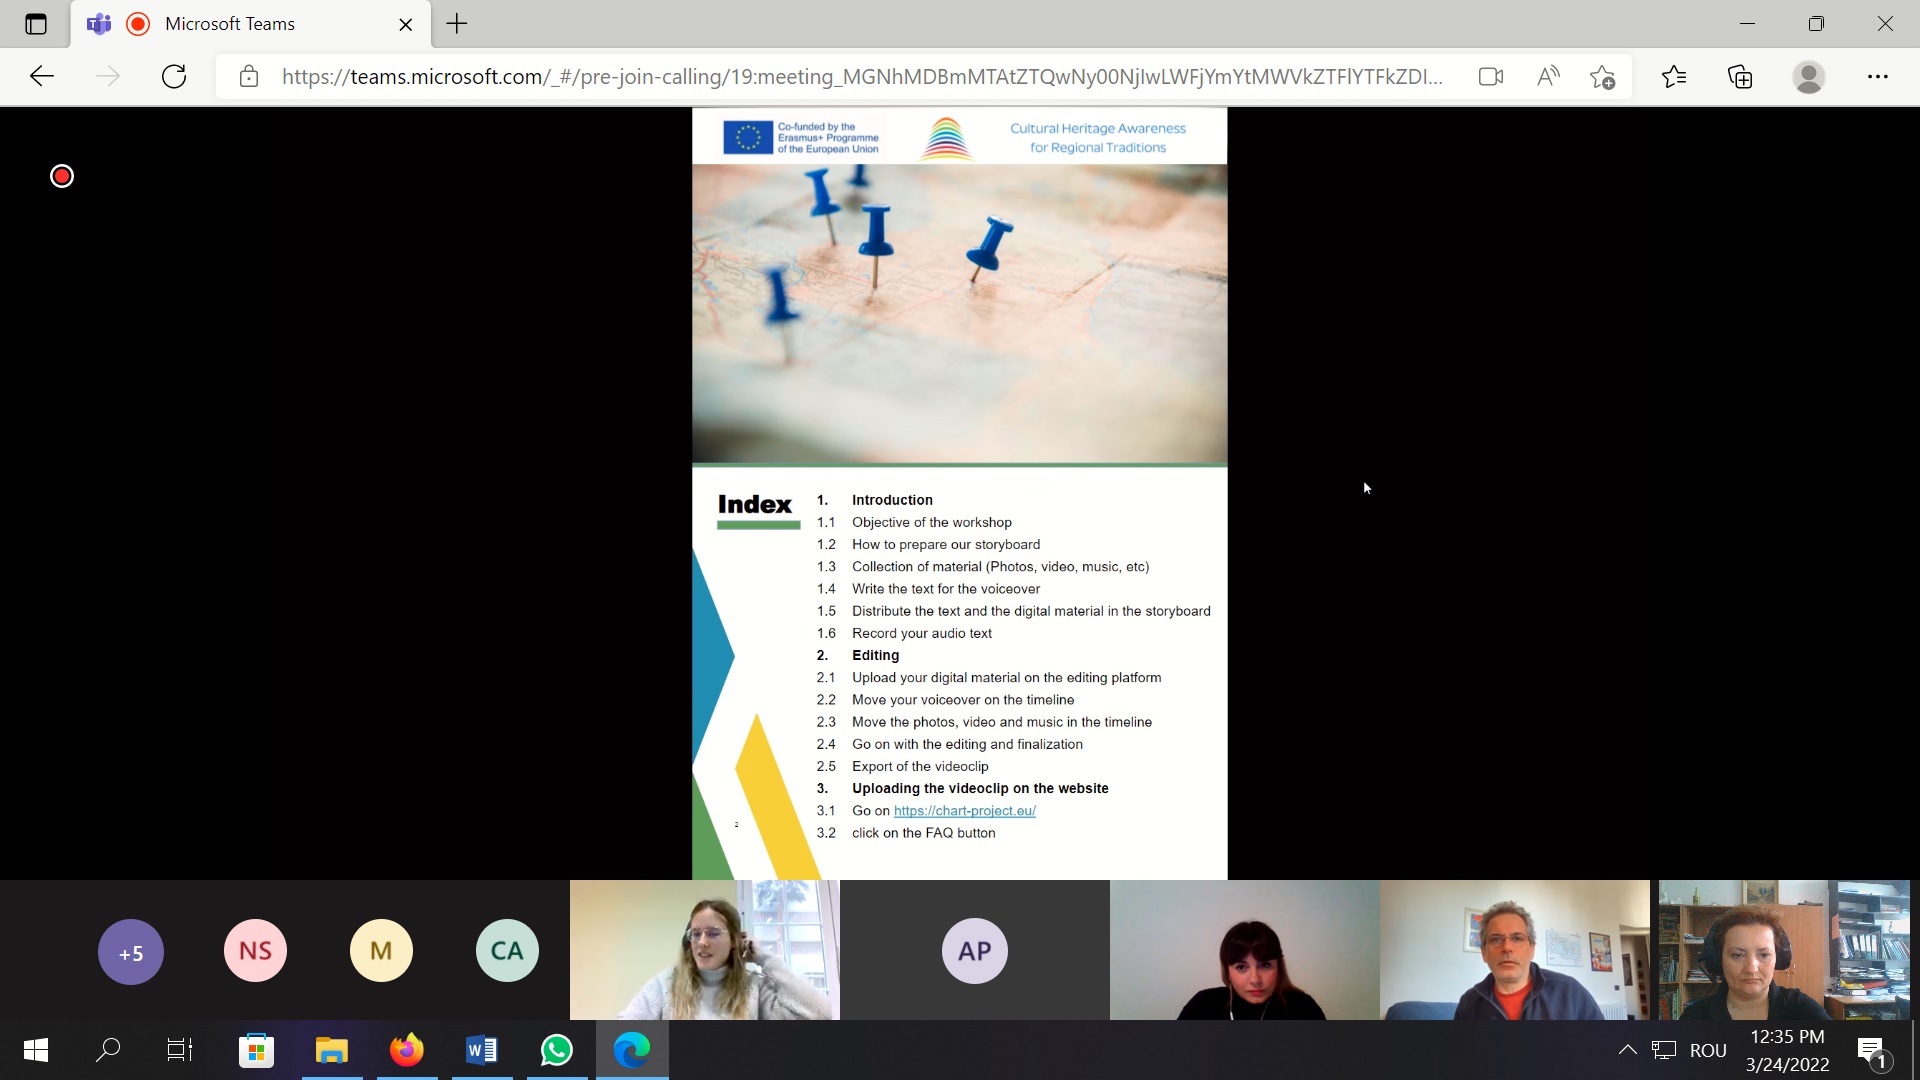 Microsoft Teams
https://teams.microsoft.com/_#/pre-join-calling/19:meeting_MGNhMDBmMTAtZTQwNy00NjIwLWFjYmYtMWVkZTFlYTFkZDI...
Co-funded by the
Erasmus+ Programme
of the European Union
Cultural Heritage Awareness
for Regional Traditions
Index
1. Introduction
1.1 Objective of the workshop
1.2 How to prepare our storyboard
1.3 Collection of material (Photos, video, music, etc)
1.4 Write the text for the voiceover
1.5 Distribute the text and the digital material in the storyboard
1.6 Record your audio text
2. Editing
2.1 Upload your digital material on the editing platform
2.2 Move your voiceover on the timeline
2.3 Move the photos, video and music in the timeline
2.4 Go on with the editing and finalization
2.5 Export of the videoclip
3. Uploading the videoclip on the website
3.1 Go on https://chart-project.eu/
3.2 click on the FAQ button
2
+5
NS
M
CA
AP
ROU
12:35 PM
3/24/2022
1